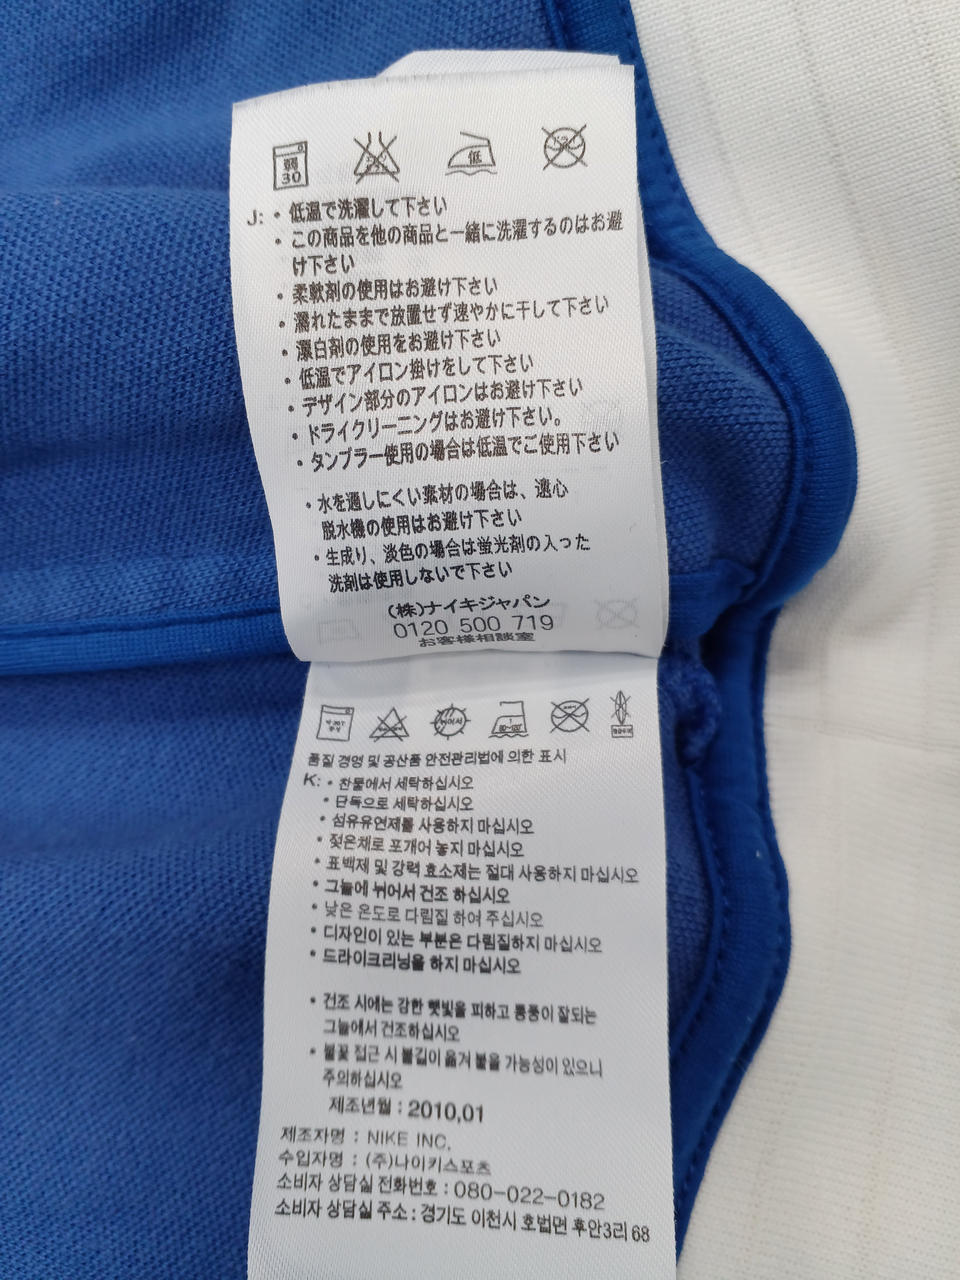 弱
30
低
J: • 低温で洗濯して下さい
• この商品を他の商品と一緒に洗濯するのはお避
け下さい
• 柔軟剤の使用はお避け下さい
• 濡れたままで放置せず速やかに干して下さい
• 漂白剤の使用をお避け下さい
• 低温でアイロン掛けをして下さい
• デザイン部分のアイロンはお避け下さい
• ドライクリーニングはお避け下さい。
• タンブラー使用の場合は低温でご使用下さい
• 水を通しにくい素材の場合は、遠心
脱水機の使用はお避け下さい
• 生成り、淡色の場合は蛍光剤の入った
洗剤は使用しないで下さい
(株)ナイキジャパン
0120 500 719
お客様相談室
품질 경영 및 공산품 안전관리법에 의한 표시
K: • 찬물에서 세탁하십시오
• 단독으로 세탁하십시오
• 섬유유연제를 사용하지 마십시오
• 젖은채로 포개어 놓지 마십시오
• 표백제 및 강력 효소제는 절대 사용하지 마십시오
• 그늘에 뉘어서 건조 하십시오
• 낮은 온도로 다림질 하여 주십시오
• 디자인이 있는 부분은 다림질하지 마십시오
• 드라이크리닝을 하지 마십시오
• 건조 시에는 강한 햇빛을 피하고 통풍이 잘되는
그늘에서 건조하십시오
• 불꽃 접근 시 불길이 옮겨 붙을 가능성이 있으니
주의하십시오
제조년월 : 2010,01
제조자명 : NIKE INC.
수입자명 : (주)나이키스포츠
소비자 상담실 전화번호 : 080-022-0182
소비자 상담실 주소 : 경기도 이천시 호법면 후안3리 68